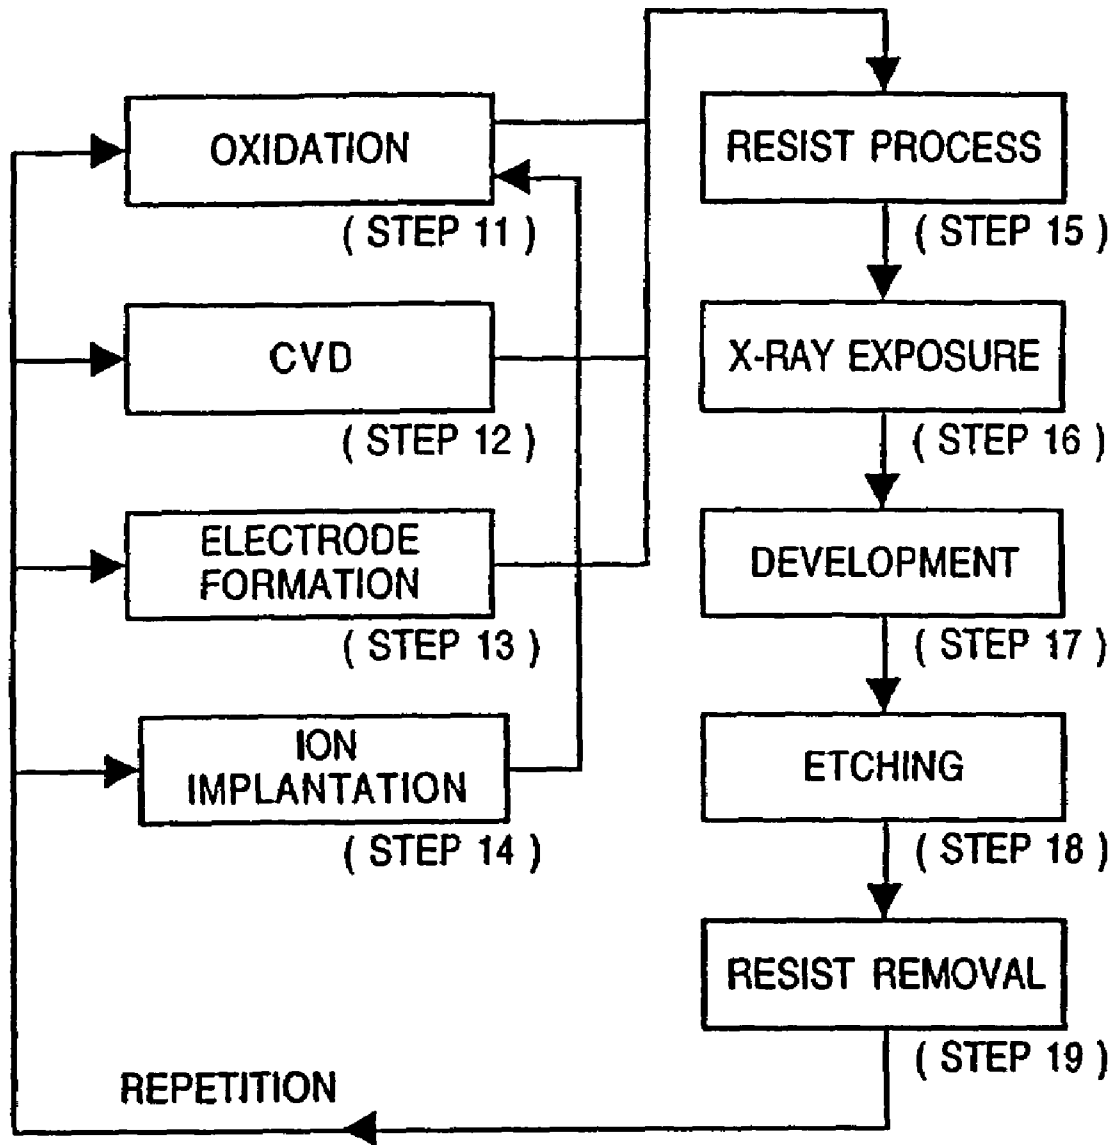 OXIDATION
( STEP 11 )
CVD
( STEP 12 )
ELECTRODE
FORMATION
( STEP 13 )
ION
IMPLANTATION
( STEP 14 )
RESIST PROCESS
( STEP 15 )
X-RAY EXPOSURE
( STEP 16 )
DEVELOPMENT
( STEP 17 )
ETCHING
( STEP 18 )
RESIST REMOVAL
( STEP 19 )
REPETITION